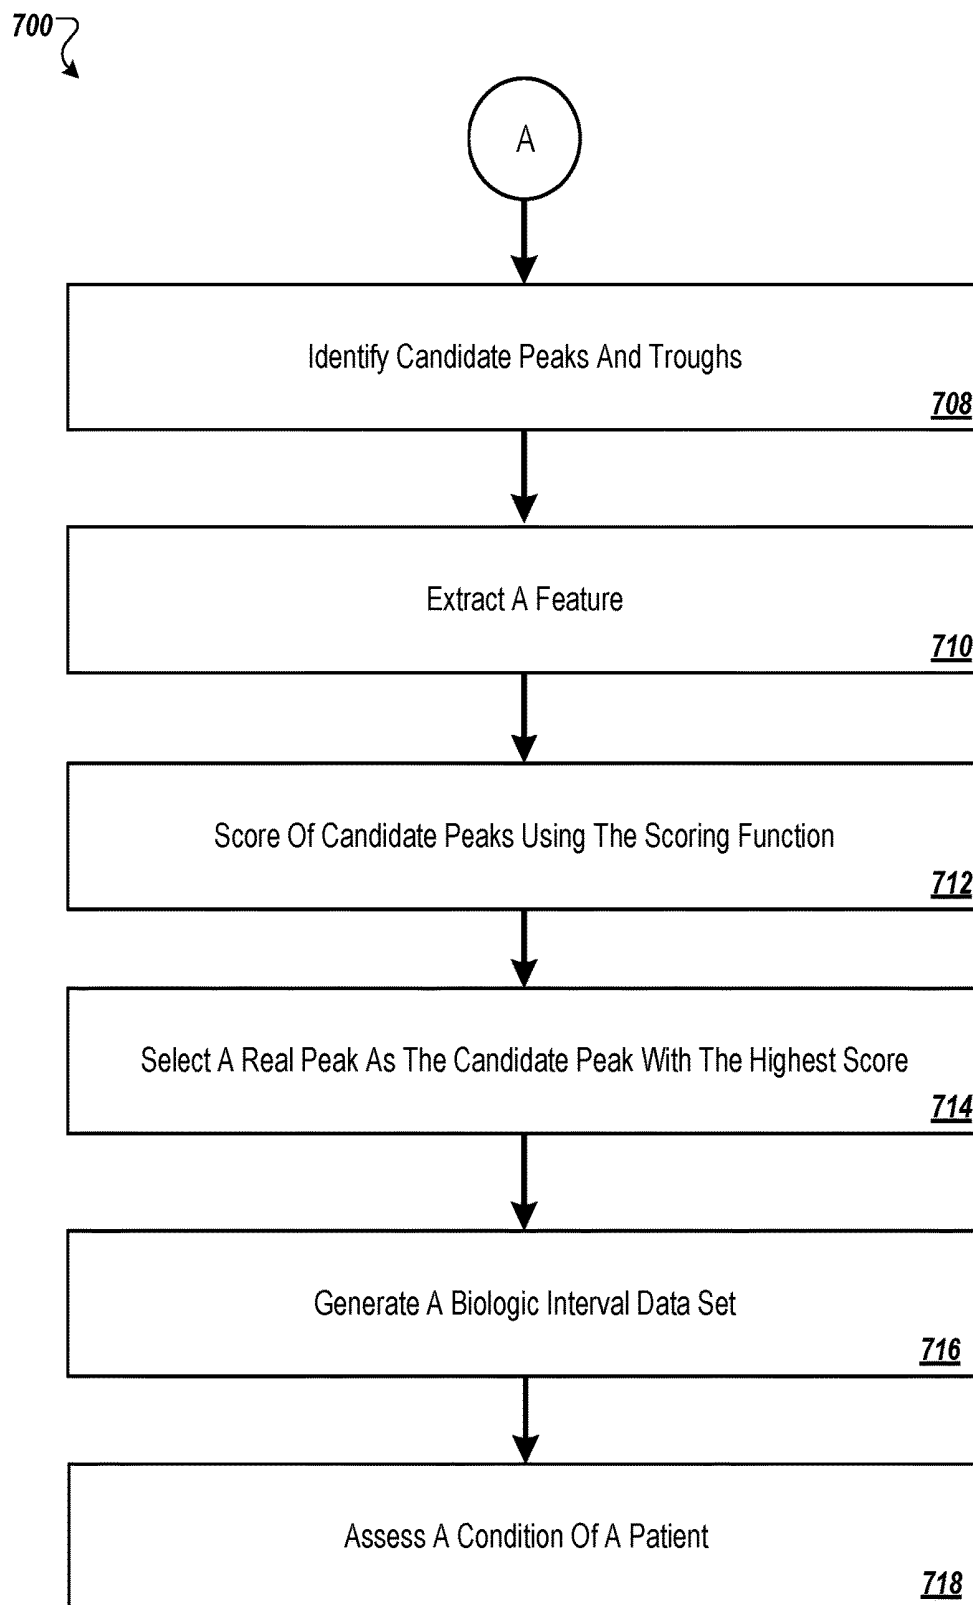 700
A
Identify Candidate Peaks And Troughs
708
Extract A Feature
710
Score Of Candidate Peaks Using The Scoring Function
712
Select A Real Peak As The Candidate Peak With The Highest Score
714
Generate A Biologic Interval Data Set
716
Assess A Condition Of A Patient
718